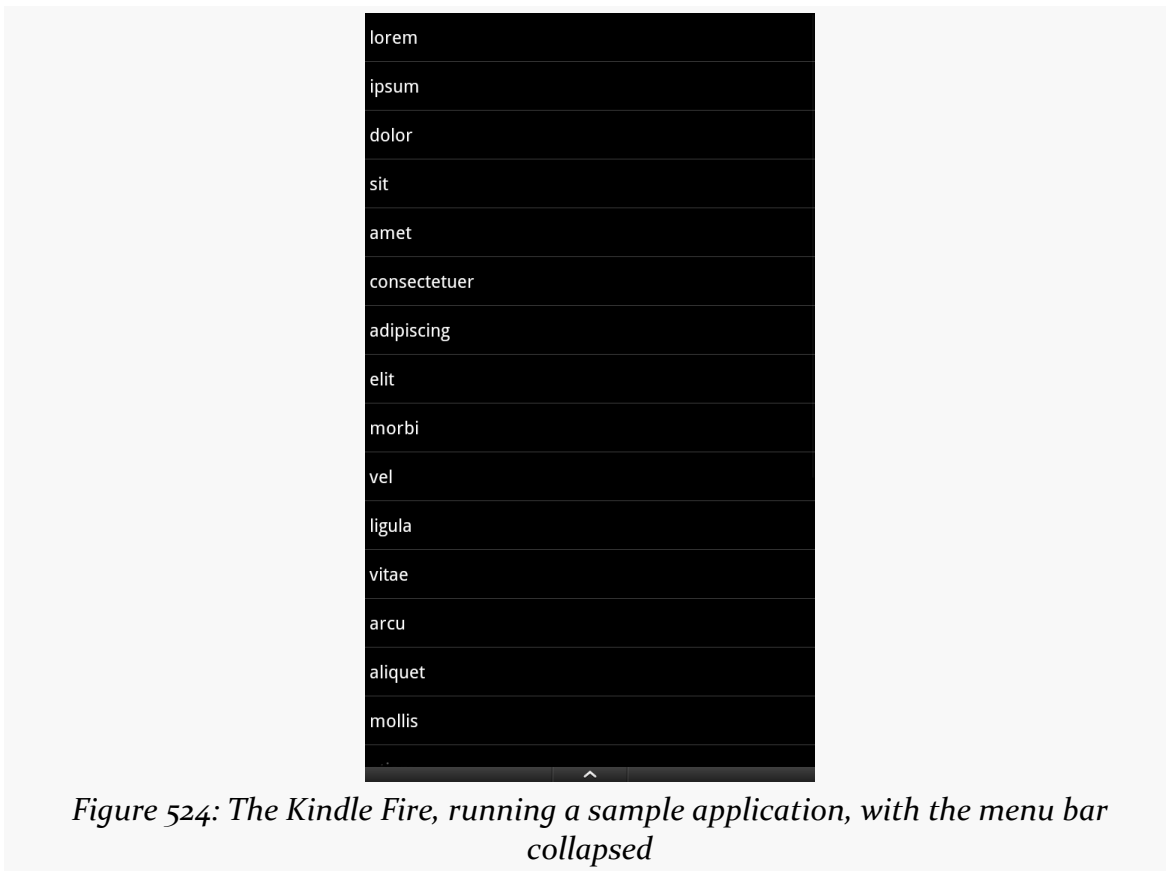 lorem
ipsum
dolor
sit
amet
consectetuer
adipiscing
elit
morbi
vel
ligula
vitae
arcu
aliquet
mollis
Figure 524: The Kindle Fire, running a sample application, with the menu bar
collapsed